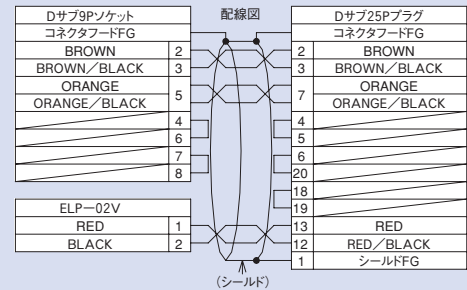 配線図
Dサブ9Pソケット
コネクタフードFG
BROWN 2
BROWN／BLACK 3
ORANGE
ORANGE／BLACK
5
4
6
7
8
ELP－02V
RED 1
BLACK 2
Dサブ25Pプラグ
コネクタフードFG
2 BROWN
3 BROWN／BLACK
7
ORANGE
ORANGE／BLACK
4
5
6
20
18
19
13 RED
12 RED／BLACK
1 シールドFG
(シールド)